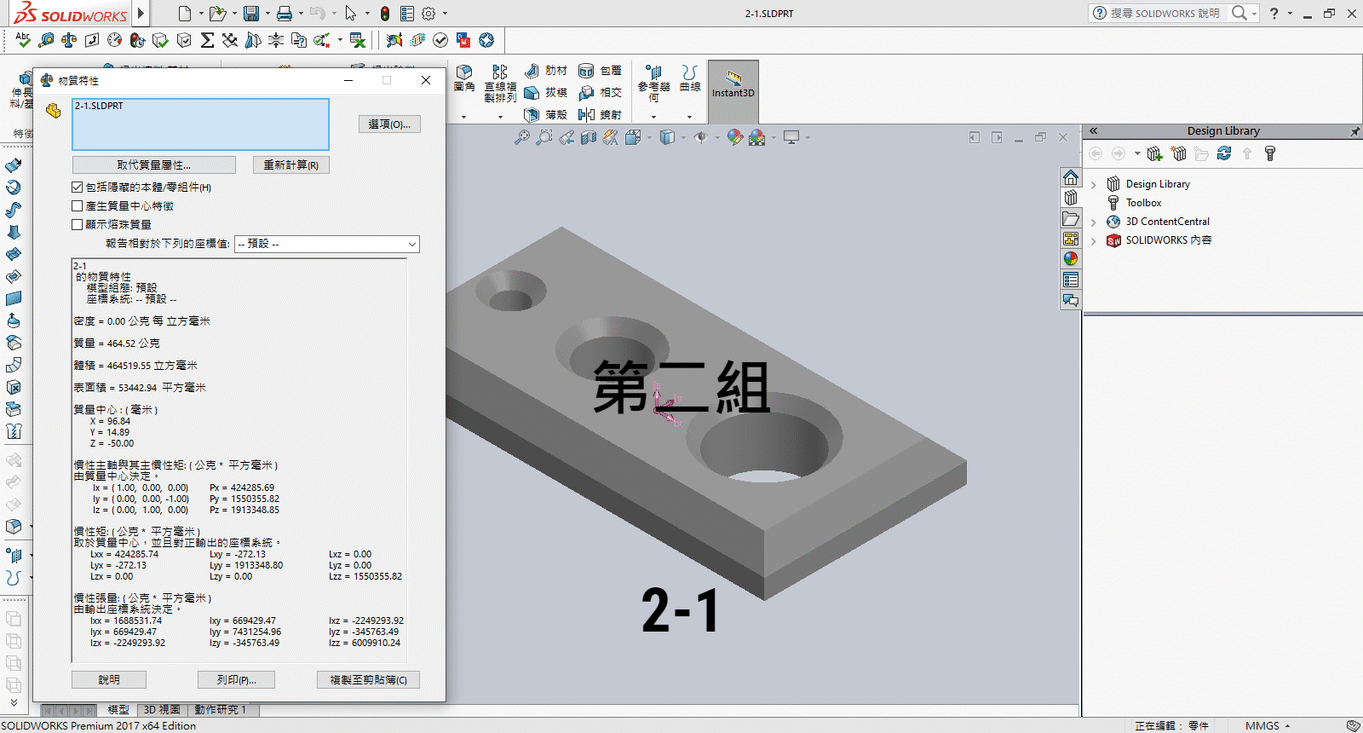 SOLIDWORKS
2-1.SLDPRT
搜尋 SOLIDWORKS 說明
Abc
伸長
料/基
特徵
圓角
直線複
製排列
肋材
拔模
薄殼
包覆
相交
鏡射
參考幾
何
曲線
Instant3D
物質特性
2-1.SLDPRT
選項(O)...
取代質量屬性...
重新計算(R)
包括隱藏的本體/零組件(H)
產生質量中心特徵
顯示熔珠質量
報告相對於下列的座標值: -- 預設 --
2-1
的物質特性
模型組態: 預設
座標系統: -- 預設 --
密度 = 0.00 公克 每 立方毫米
質量 = 464.52 公克
體積 = 464519.55 立方毫米
表面積 = 53442.94 平方毫米
質量中心 : ( 毫米 )
X = 96.84
Y = 14.89
Z = -50.00
慣性主軸與其主慣性矩: ( 公克 * 平方毫米 )
由質量中心決定。
Ix = ( 1.00, 0.00, 0.00) Px = 424285.69
Iy = ( 0.00, 0.00, -1.00) Py = 1550355.82
Iz = ( 0.00, 1.00, 0.00) Pz = 1913348.85
慣性矩: ( 公克 * 平方毫米 )
取於質量中心，並且對正輸出的座標系統。
Lxx = 424285.74 Lxy = -272.13 Lxz = 0.00
Lyx = -272.13 Lyy = 1913348.80 Lyz = 0.00
Lzx = 0.00 Lzy = 0.00 Lzz = 1550355.82
慣性張量: ( 公克 * 平方毫米 )
由輸出座標系統決定。
Ixx = 1688531.74 Ixy = 669429.47 Ixz = -2249293.92
Iyx = 669429.47 Iyy = 7431254.96 Iyz = -345763.49
Izx = -2249293.92 Izy = -345763.49 Izz = 6009910.24
說明
列印(P)...
複製至剪貼簿(C)
第二組
2-1
Design Library
Design Library
Toolbox
3D ContentCentral
SOLIDWORKS 內容
模型
3D 視圖
動作研究 1
SOLIDWORKS Premium 2017 x64 Edition
正在編輯： 零件
MMGS